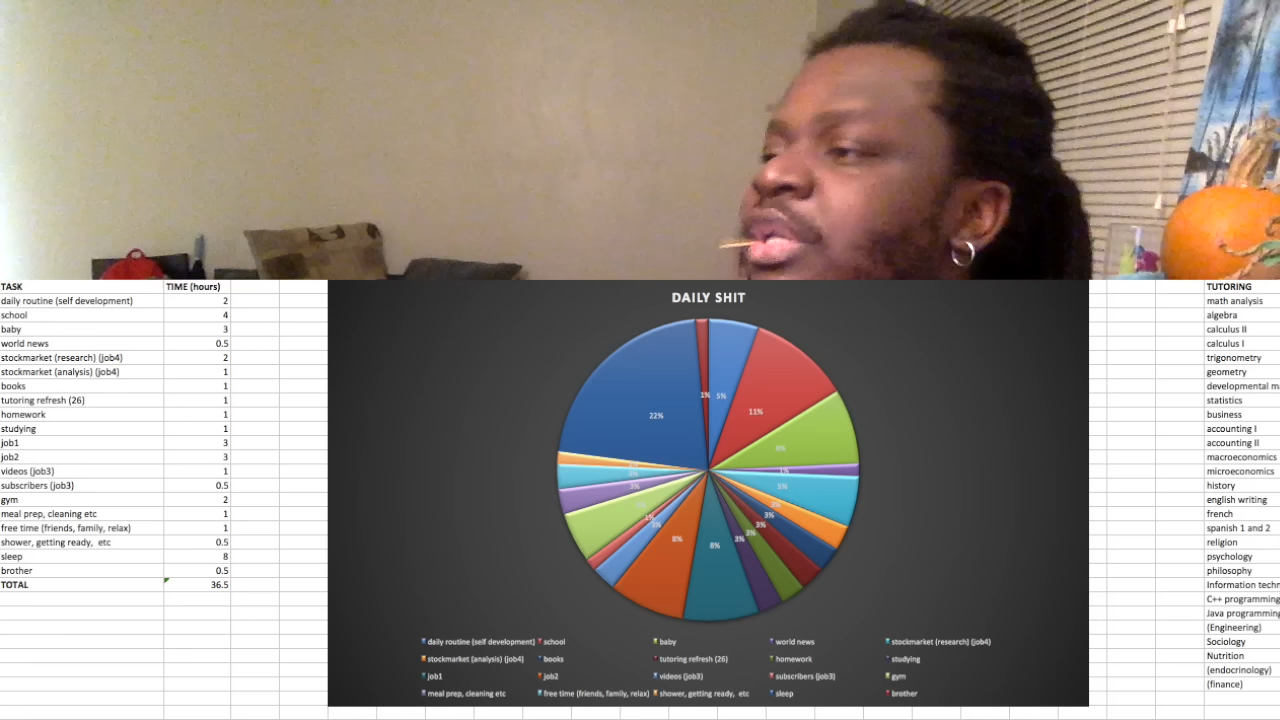 TASK TIME (hours)
daily routine (self development) 2
school 4
baby 3
world news 0.5
stockmarket (research) (job4) 2
stockmarket (analysis) (job4) 1
books 1
tutoring refresh (26) 1
homework 1
studying 1
job1 3
job2 3
videos (job3) 1
subscribers (job3) 0.5
gym 2
meal prep, cleaning etc 1
free time (friends, family, relax) 1
shower, getting ready, etc 0.5
sleep 8
brother 0.5
TOTAL 36.5
DAILY SHIT
1% 5%
22%
11%
8%
1%
5%
3%
3%
3%
3%
3%
8%
8%
3%
1%
3%
daily routine (self development) school baby world news stockmarket (research) (job4)
stockmarket (analysis) (job4) books tutoring refresh (26) homework studying
job1 job2 videos (job3) subscribers (job3) gym
meal prep, cleaning etc free time (friends, family, relax) shower, getting ready, etc sleep brother
TUTORING
math analysis
algebra
calculus II
calculus I
trigonometry
geometry
developmental m
statistics
business
accounting I
accounting II
macroeconomics
microeconomics
history
english writing
french
spanish 1 and 2
religion
psychology
philosophy
Information techn
C++ programming
Java programming
(Engineering)
Sociology
Nutrition
(endocrinology)
(finance)